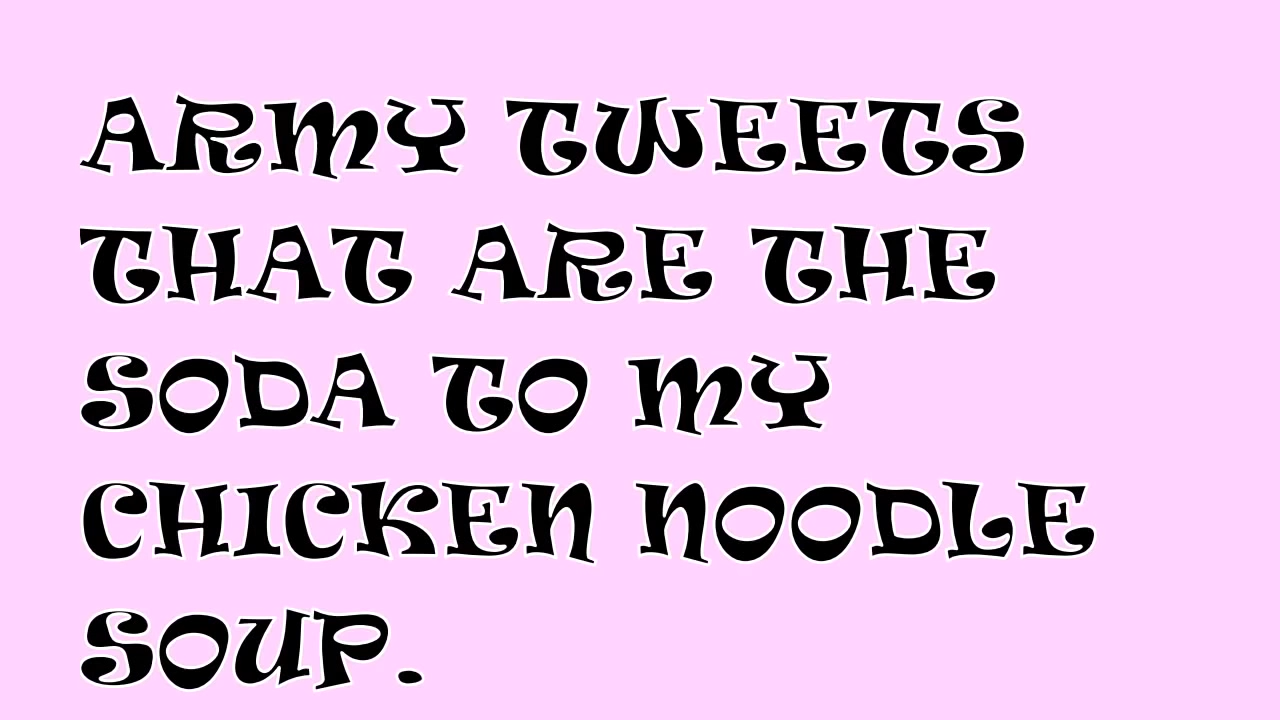 ARMY TWEETS
THAT ARE THE
SODA TO MY
CHICKEN NOODLE
SOUP.